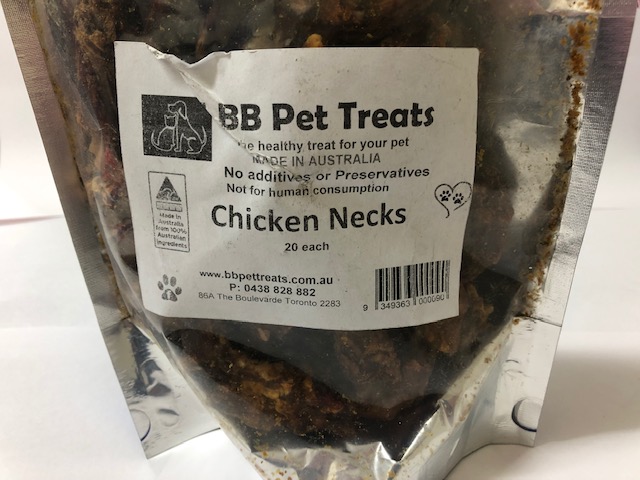 BB Pet Treats
he healthy treat for your pet
MADE IN AUSTRALIA
No additives or Preservatives
Not for human consumption
Chicken Necks
20 each
Made in
Australia
from 100%
Australian
ingredients
www.bbpettreats.com.au
P: 0438 828 882
86A The Boulevarde Toronto 2283
9 349363 000090